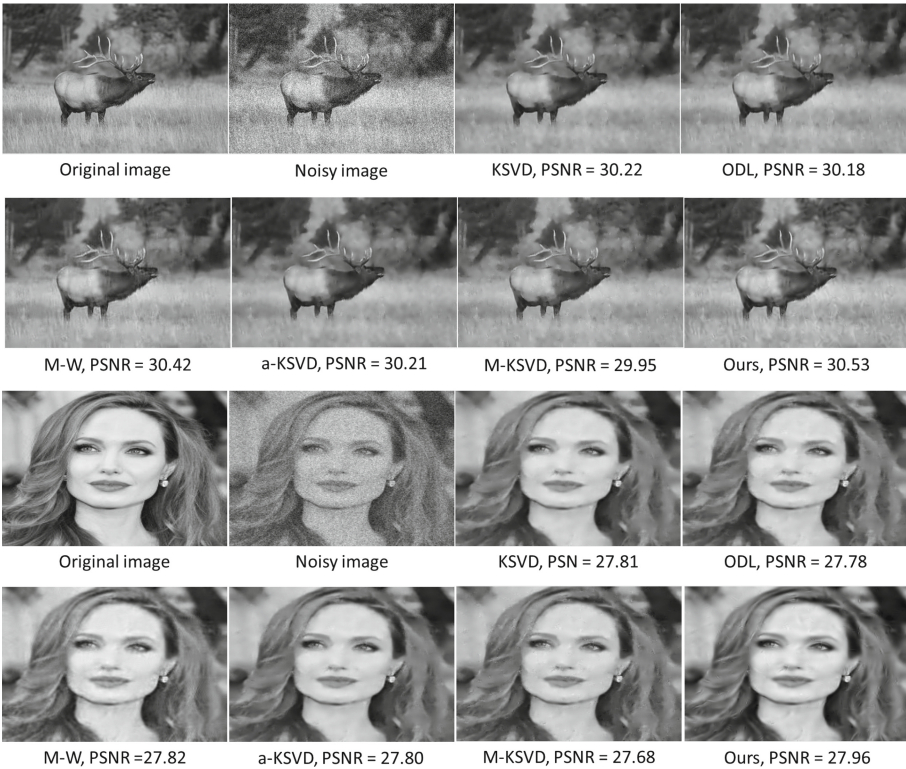 Original image Noisy image KSVD, PSNR = 30.22 ODL, PSNR = 30.18
M-W, PSNR = 30.42 a-KSVD, PSNR = 30.21 M-KSVD, PSNR = 29.95 Ours, PSNR = 30.53
Original image Noisy image KSVD, PSN = 27.81 ODL, PSNR = 27.78
M-W, PSNR =27.82 a-KSVD, PSNR = 27.80 M-KSVD, PSNR = 27.68 Ours, PSNR = 27.96